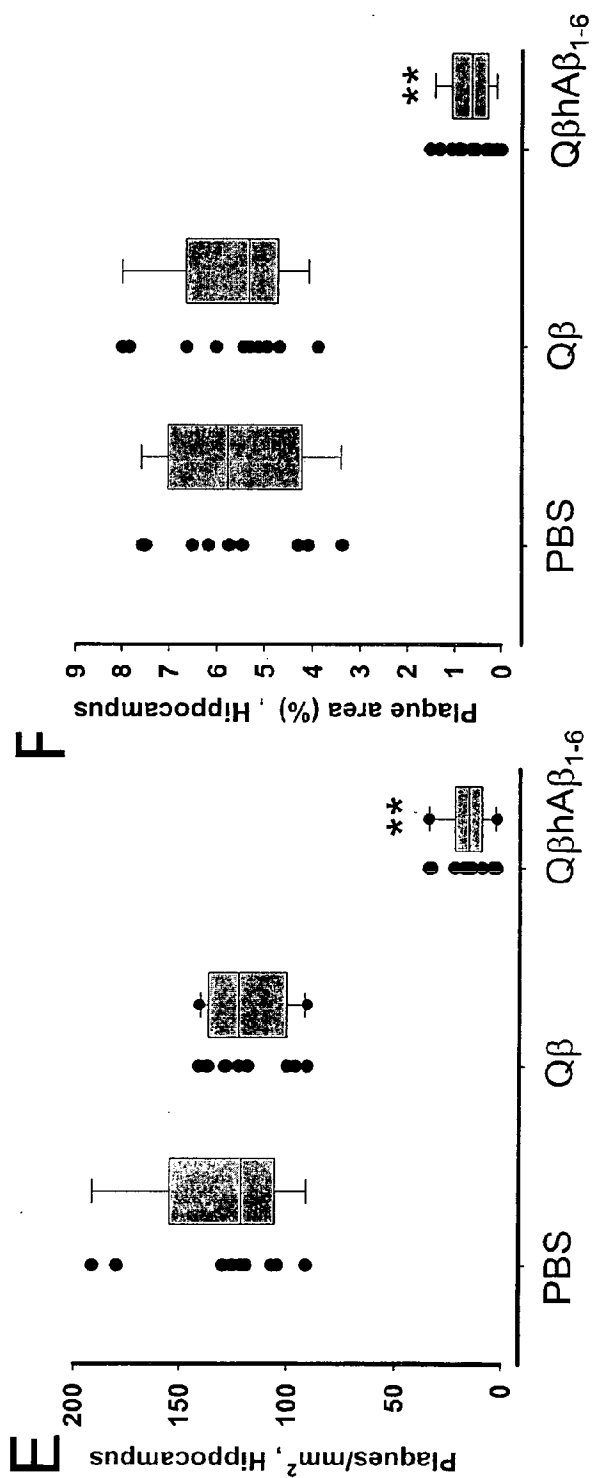 E
Plaques/mm², Hippocampus
200
150
100
50
0
**
PBS
Qβ
QβhAβ1-6
F
Plaque area (%) , Hippocampus
9
8
7
6
5
4
3
2
1
0
**
PBS
Qβ
QβhAβ1-6